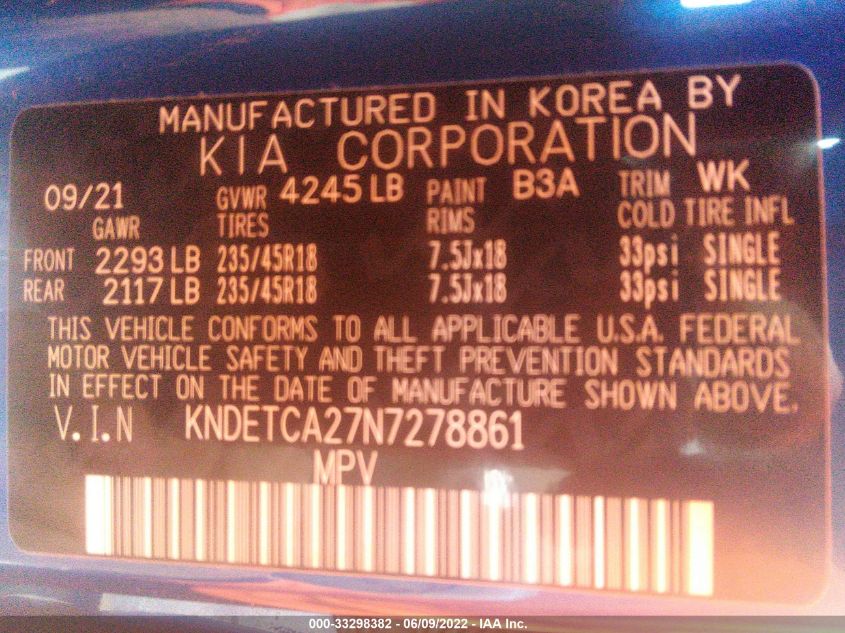 MANUFACTURED IN KOREA BY
KIA CORPORATION
09/21 GVWR 4245 LB PAINT B3A TRIM WK
GAWR TIRES RIMS COLD TIRE INFL
FRONT 2293 LB 235/45R18 7.5Jx18 33psi SINGLE
REAR 2117 LB 235/45R18 7.5Jx18 33psi SINGLE
THIS VEHICLE CONFORMS TO ALL APPLICABLE U.S.A. FEDERAL
MOTOR VEHICLE SAFETY AND THEFT PREVENTION STANDARDS
IN EFFECT ON THE DATE OF MANUFACTURE SHOWN ABOVE.
V.I.N KNDETCA27N7278861
MPV
000-33298382 - 06/09/2022 - IAA Inc.